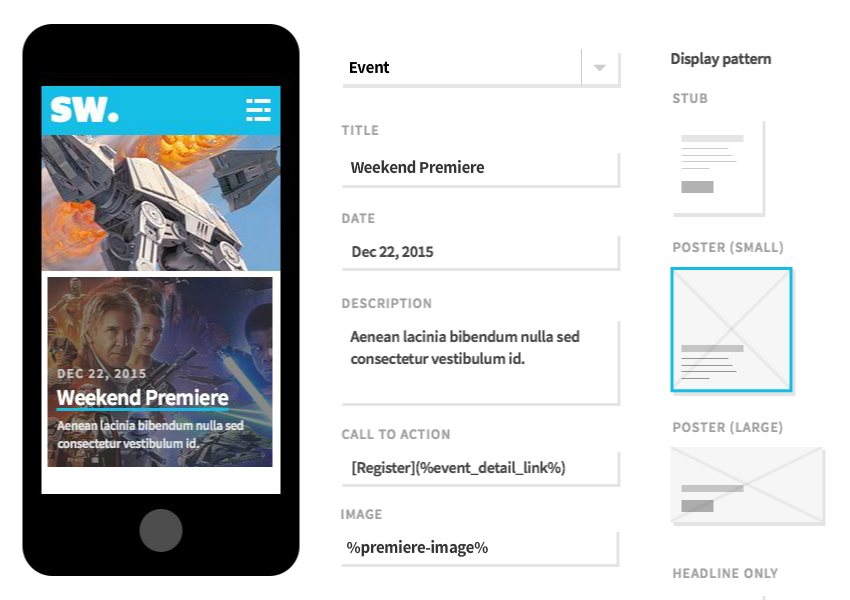 SW.
DEC 22, 2015
Weekend Premiere
Aenean lacinia bibendum nulla sed
consectetur vestibulum id.
Event
TITLE
Weekend Premiere
DATE
Dec 22, 2015
DESCRIPTION
Aenean lacinia bibendum nulla sed
consectetur vestibulum id.
CALL TO ACTION
[Register](%event_detail_link%)
IMAGE
%premiere-image%
Display pattern
STUB
POSTER (SMALL)
POSTER (LARGE)
HEADLINE ONLY